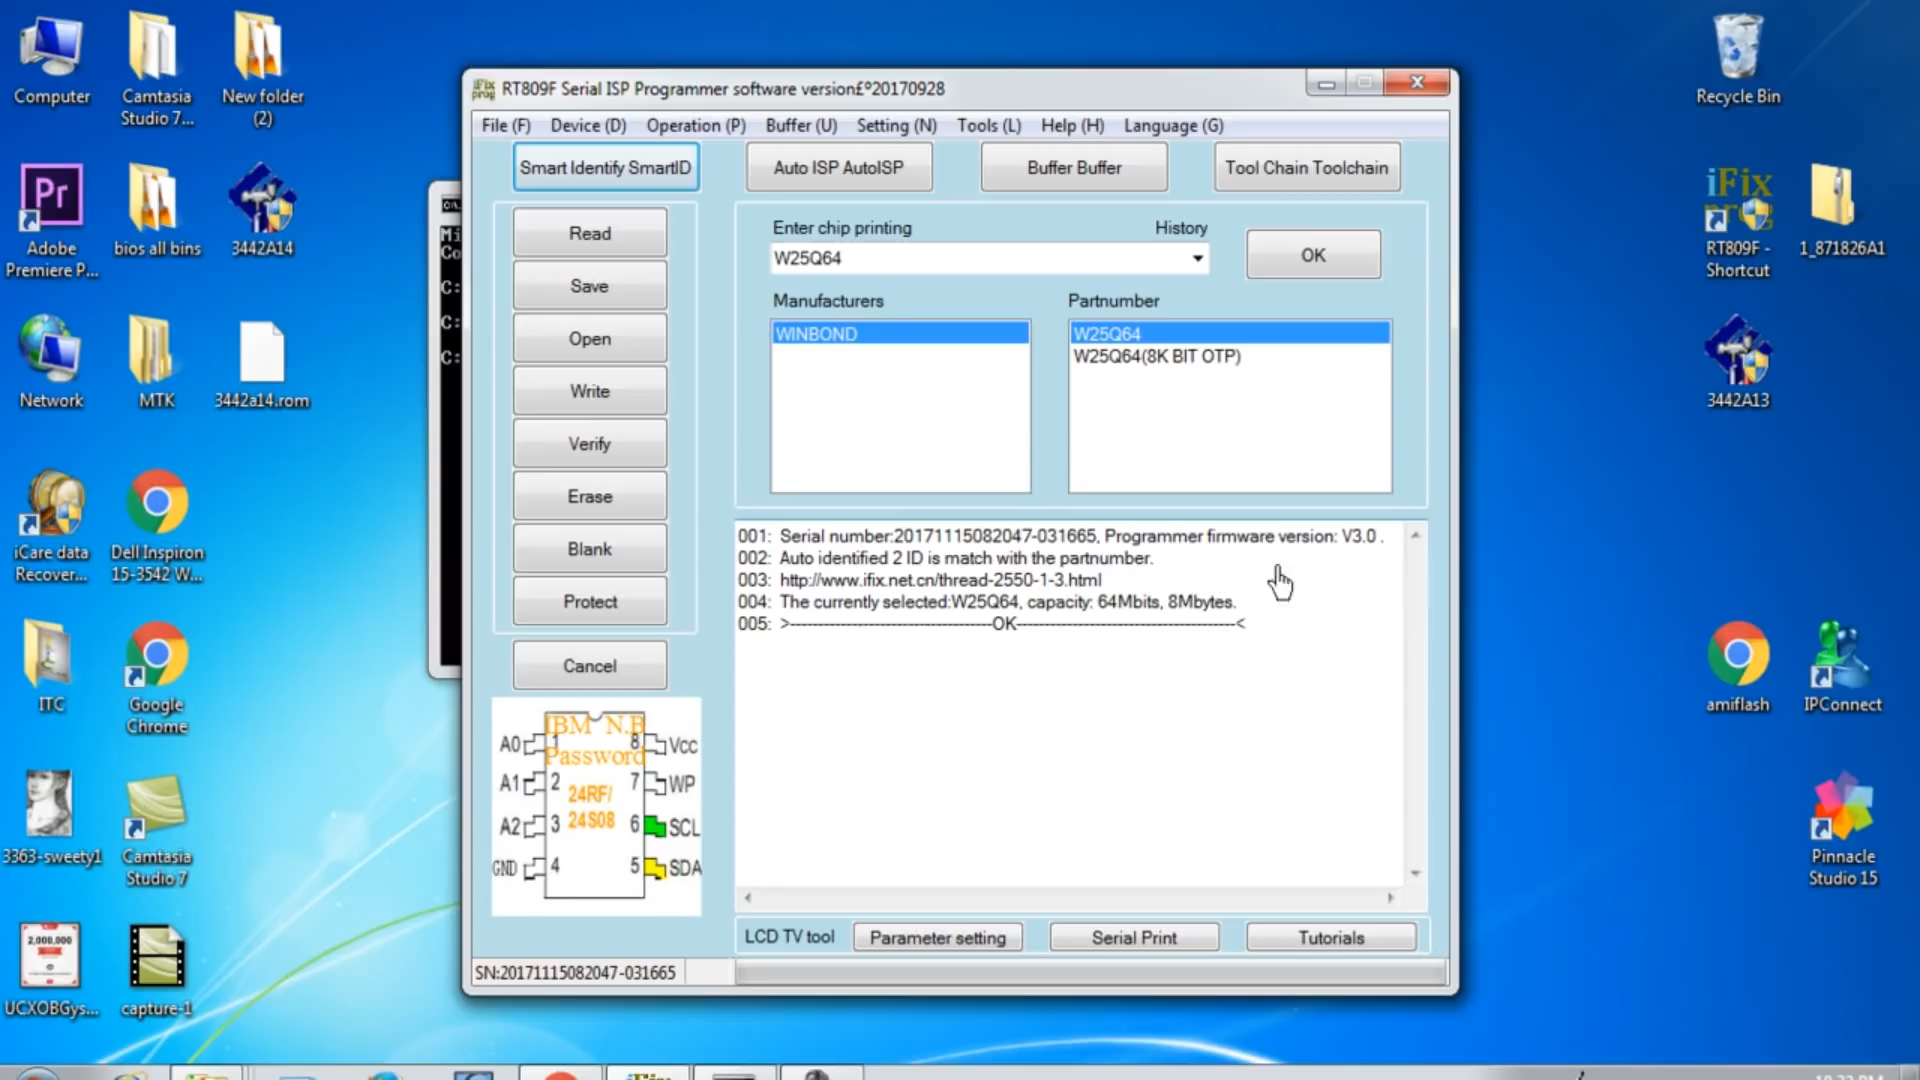 Computer
Camtasia
Studio 7...
New folder
(2)
Recycle Bin
Adobe
Premiere P...
bios all bins
3442A14
RT809F -
Shortcut
1_871826A1
Network
MTK
3442a14.rom
3442A13
iCare data
Recover...
Dell Inspiron
15-3542 W...
ITC
Google
Chrome
amiflash
IPConnect
3363-sweety1
Camtasia
Studio 7
Pinnacle
Studio 15
2,000,000
UCXOBGys...
capture-1
Pr
iFix
prog
C:
C:
C:
RT809F Serial ISP Programmer software version£º20170928
File (F) Device (D) Operation (P) Buffer (U) Setting (N) Tools (L) Help (H) Language (G)
Smart Identify SmartID
Auto ISP AutoISP
Buffer Buffer
Tool Chain Toolchain
Read
Save
Open
Write
Verify
Erase
Blank
Protect
Cancel
Enter chip printing
History
W25Q64
OK
Manufacturers
Partnumber
WINBOND
W25Q64
W25Q64(8K BIT OTP)
001: Serial number:20171115082047-031665, Programmer firmware version: V3.0 .
002: Auto identified 2 ID is match with the partnumber.
003: http://www.ifix.net.cn/thread-2550-1-3.html
004: The currently selected:W25Q64, capacity: 64Mbits, 8Mbytes.
005: >------------------------------------OK---------------------------------------<
IBM N.B
Password
A0 1 8 Vcc
A1 2 7 WP
24RF/
24S08
A2 3 6 SCL
GND 4 5 SDA
LCD TV tool
Parameter setting
Serial Print
Tutorials
SN:20171115082047-031665